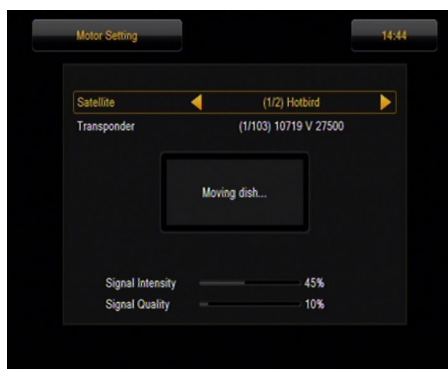 Motor Setting
14:44
Satellite (1/2) Hotbird
Transponder (1/103) 10719 V 27500
Moving dish...
Signal Intensity 45%
Signal Quality 10%